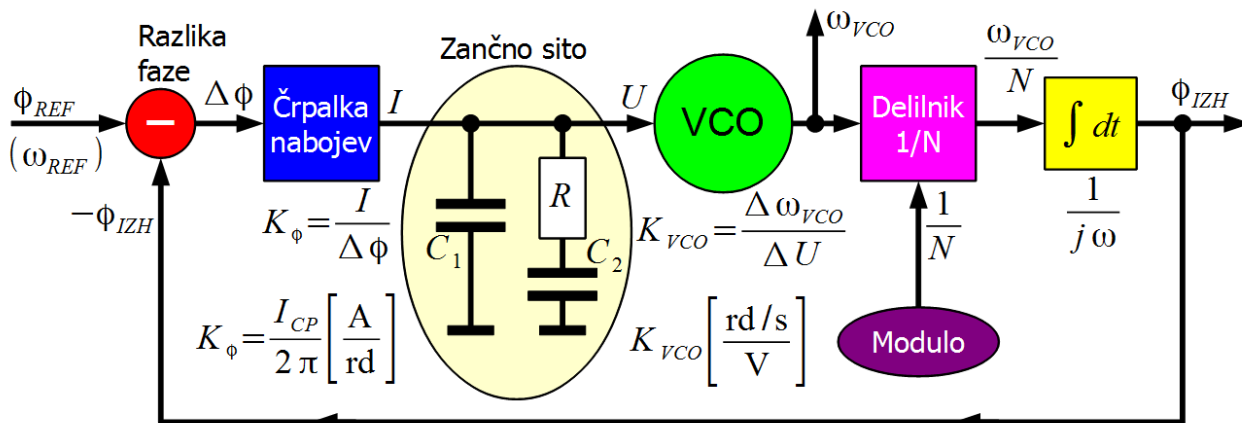 Razlika
faze
ϕ_REF
(ω_REF)
−
Δϕ
Črpalka
nabojev
I
Zančno sito
U
VCO
ω_VCO
Delilnik
1/N
ω_VCO/N
∫ dt
ϕ_IZH
−ϕ_IZH
K_ϕ = I/Δϕ
C_1
R
C_2
K_VCO = Δω_VCO/ΔU
1/N
1/jω
K_ϕ = I_CP/2π [A/rd]
K_VCO [rd/s/V]
Modulo